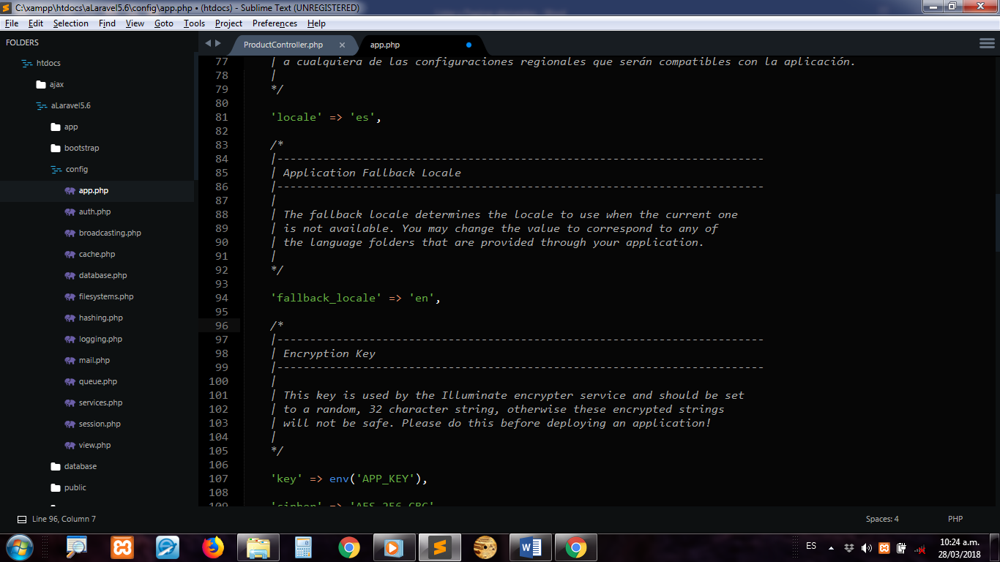 C:\xampp\htdocs\aLaravel5.6\config\app.php • (htdocs) - Sublime Text (UNREGISTERED)
File Edit Selection Find View Goto Tools Project Preferences Help
FOLDERS
htdocs
ajax
aLaravel5.6
app
bootstrap
config
app.php
auth.php
broadcasting.php
cache.php
database.php
filesystems.php
hashing.php
logging.php
mail.php
queue.php
services.php
session.php
view.php
database
public
ProductController.php × app.php
77 | a cualquiera de las configuraciones regionales que serán compatibles con la aplicación.
78 |
79 */
80
81 'locale' => 'es',
82
83 /*
84 |--------------------------------------------------------------------------
85 | Application Fallback Locale
86 |--------------------------------------------------------------------------
87 |
88 | The fallback locale determines the locale to use when the current one
89 | is not available. You may change the value to correspond to any of
90 | the language folders that are provided through your application.
91 |
92 */
93
94 'fallback_locale' => 'en',
95
96 /*
97 |--------------------------------------------------------------------------
98 | Encryption Key
99 |--------------------------------------------------------------------------
100 |
101 | This key is used by the Illuminate encrypter service and should be set
102 | to a random, 32 character string, otherwise these encrypted strings
103 | will not be safe. Please do this before deploying an application!
104 |
105 */
106
107 'key' => env('APP_KEY'),
108
109 'cipher' => 'AES-256-CBC',
Line 96, Column 7 Spaces: 4 PHP
ES 10:24 a.m.
28/03/2018